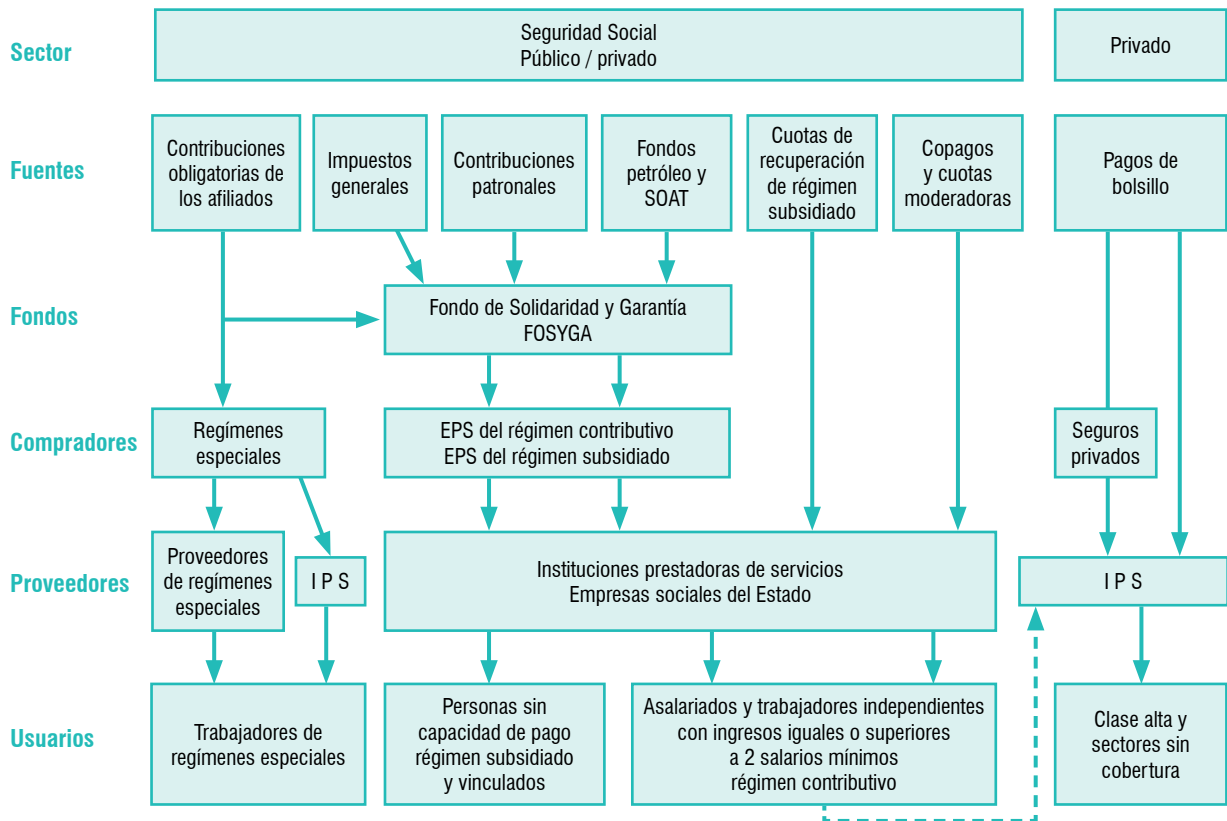 Sector
Seguridad Social
Público / privado
Privado
Fuentes
Contribuciones
obligatorias de
los afiliados
Impuestos
generales
Contribuciones
patronales
Fondos
petróleo y
SOAT
Cuotas de
recuperación
de régimen
subsidiado
Copagos
y cuotas
moderadoras
Pagos de
bolsillo
Fondos
Fondo de Solidaridad y Garantía
FOSYGA
Compradores
Regímenes
especiales
EPS del régimen contributivo
EPS del régimen subsidiado
Seguros
privados
Proveedores
Proveedores
de regímenes
especiales
I P S
Instituciones prestadoras de servicios
Empresas sociales del Estado
I P S
Usuarios
Trabajadores de
regímenes especiales
Personas sin
capacidad de pago
régimen subsidiado
y vinculados
Asalariados y trabajadores independientes
con ingresos iguales o superiores
a 2 salarios mínimos
régimen contributivo
Clase alta y
sectores sin
cobertura